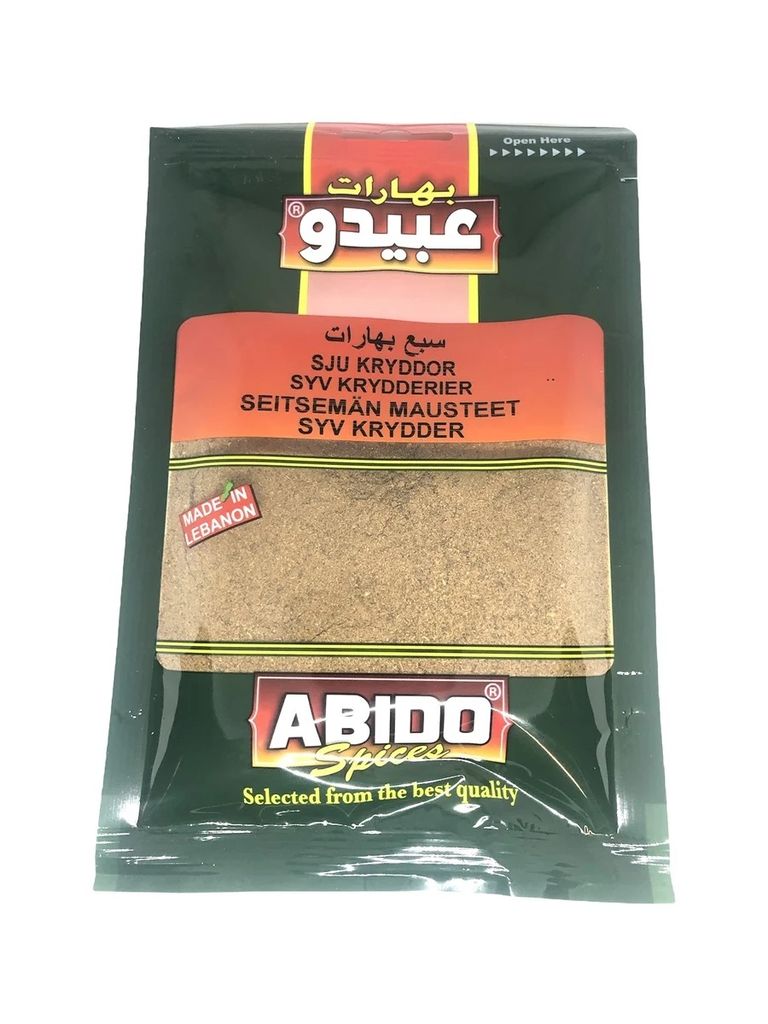 Open Here
بهارات
عبيدو®
سبع بهارات
SJU KRYDDOR
SYV KRYDDERIER
SEITSEMÄN MAUSTEET
SYV KRYDDER
MADE IN
LEBANON
ABIDO®
Spices
Selected from the best quality